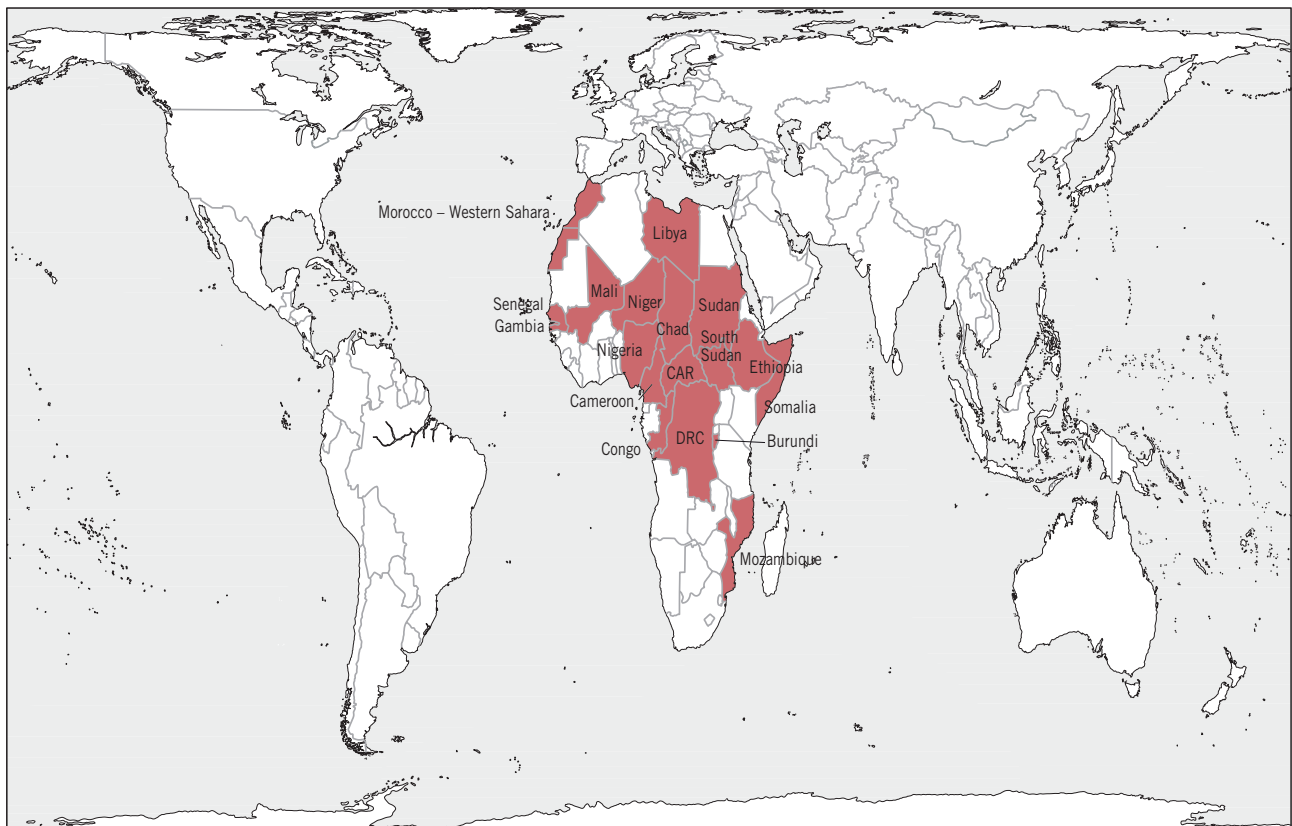 Morocco – Western Sahara
Libya
Mali
Niger
Sudan
Senegal
Gambia
Chad
South
Sudan
Nigeria
Ethiopia
CAR
Cameroon
Somalia
DRC
Burundi
Congo
Mozambique